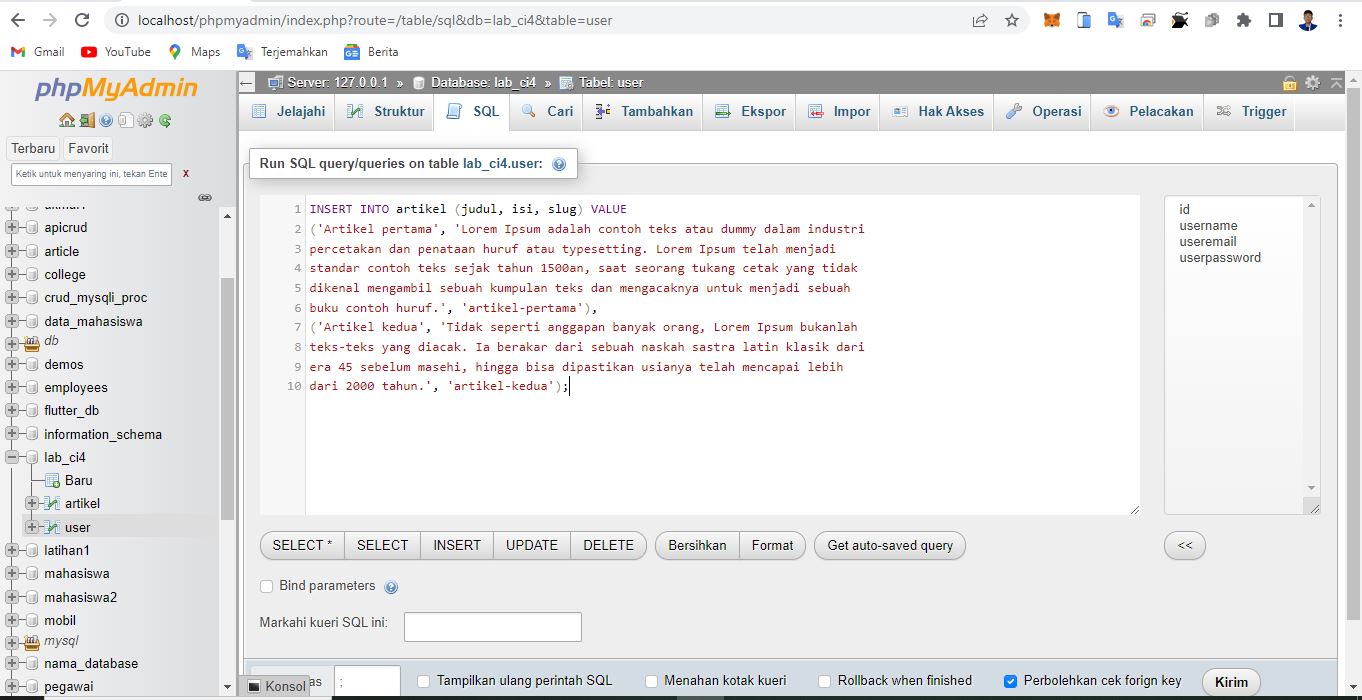 localhost/phpmyadmin/index.php?route=/table/sql&db=lab_ci4&table=user
Gmail YouTube Maps Terjemahkan Berita
phpMyAdmin
Server: 127.0.0.1 » Database: lab_ci4 » Tabel: user
Jelajahi Struktur SQL Cari Tambahkan Ekspor Impor Hak Akses Operasi Pelacakan Trigger
Terbaru Favorit
Ketik untuk menyaring ini, tekan Ente X
apicrud
article
college
crud_mysqli_proc
data_mahasiswa
db
demos
employees
flutter_db
information_schema
lab_ci4
Baru
artikel
user
latihan1
mahasiswa
mahasiswa2
mobil
mysql
nama_database
pegawai
Run SQL query/queries on table lab_ci4.user:
1 INSERT INTO artikel (judul, isi, slug) VALUE
2 ('Artikel pertama', 'Lorem Ipsum adalah contoh teks atau dummy dalam industri
3 percetakan dan penataan huruf atau typesetting. Lorem Ipsum telah menjadi
4 standar contoh teks sejak tahun 1500an, saat seorang tukang cetak yang tidak
5 dikenal mengambil sebuah kumpulan teks dan mengacaknya untuk menjadi sebuah
6 buku contoh huruf.', 'artikel-pertama'),
7 ('Artikel kedua', 'Tidak seperti anggapan banyak orang, Lorem Ipsum bukanlah
8 teks-teks yang diacak. Ia berakar dari sebuah naskah sastra latin klasik dari
9 era 45 sebelum masehi, hingga bisa dipastikan usianya telah mencapai lebih
10 dari 2000 tahun.', 'artikel-kedua');
id
username
useremail
userpassword
SELECT * SELECT INSERT UPDATE DELETE Bersihkan Format Get auto-saved query <<
Bind parameters
Markahi kueri SQL ini:
Konsol as ; Tampilkan ulang perintah SQL Menahan kotak kueri Rollback when finished Perbolehkan cek forign key Kirim